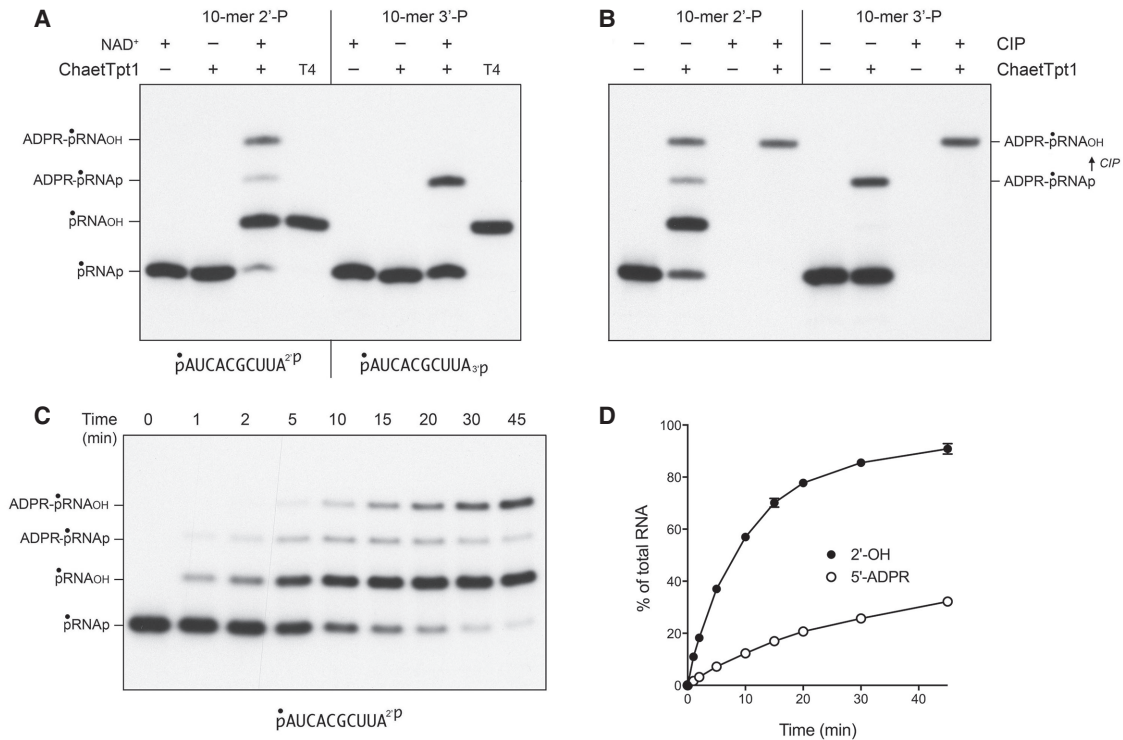 A
10-mer 2'-P 10-mer 3'-P
NAD+ + – + + – +
ChaetTpt1 – + + T4 – + + T4
ADPR-pRNAOH
ADPR-pRNAp
pRNAOH
pRNAp
pAUCACGCUUA2'p pAUCACGCUUA3'p
B
10-mer 2'-P 10-mer 3'-P
– – + + – – + + CIP
– + – + – + – + ChaetTpt1
ADPR-pRNAOH
↑ CIP
ADPR-pRNAp
C
Time 0 1 2 5 10 15 20 30 45
(min)
ADPR-pRNAOH
ADPR-pRNAp
pRNAOH
pRNAp
pAUCACGCUUA2'p
D
% of total RNA
100
80
60
40
20
0
2'-OH
5'-ADPR
0 10 20 30 40
Time (min)